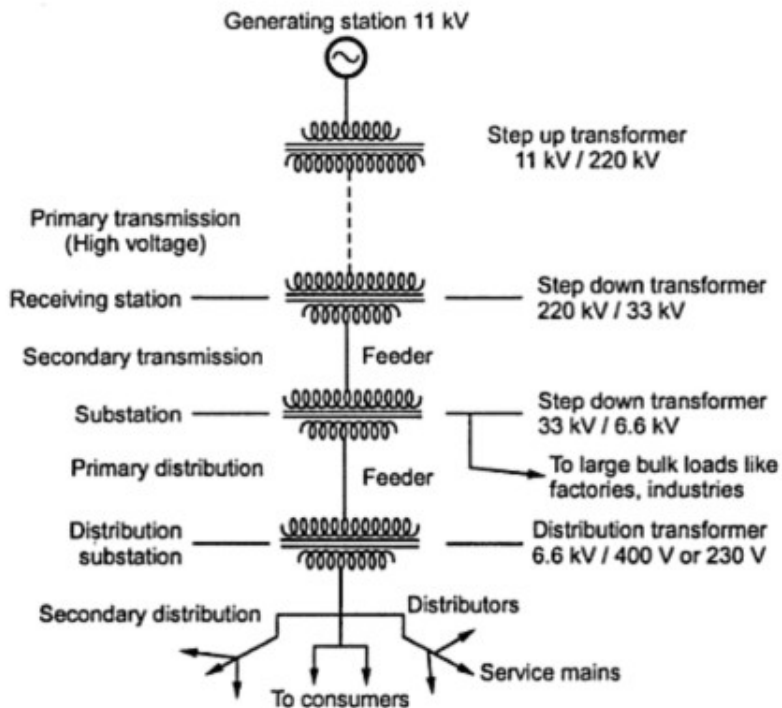 Generating station 11 kV
Step up transformer
11 kV / 220 kV
Primary transmission
(High voltage)
Receiving station
Step down transformer
220 kV / 33 kV
Secondary transmission
Feeder
Substation
Step down transformer
33 kV / 6.6 kV
Primary distribution
Feeder
To large bulk loads like
factories, industries
Distribution
substation
Distribution transformer
6.6 kV / 400 V or 230 V
Secondary distribution
Distributors
Service mains
To consumers